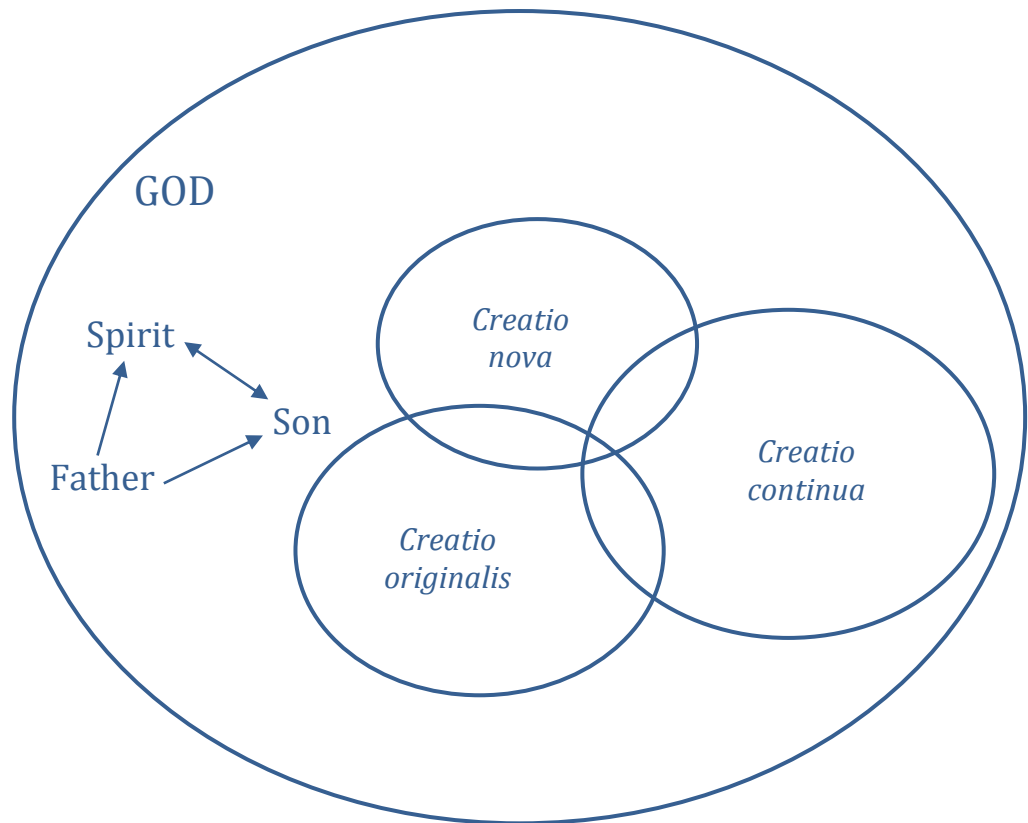 GOD
Spirit
Son
Father
Creatio
nova
Creatio
continua
Creatio
originalis